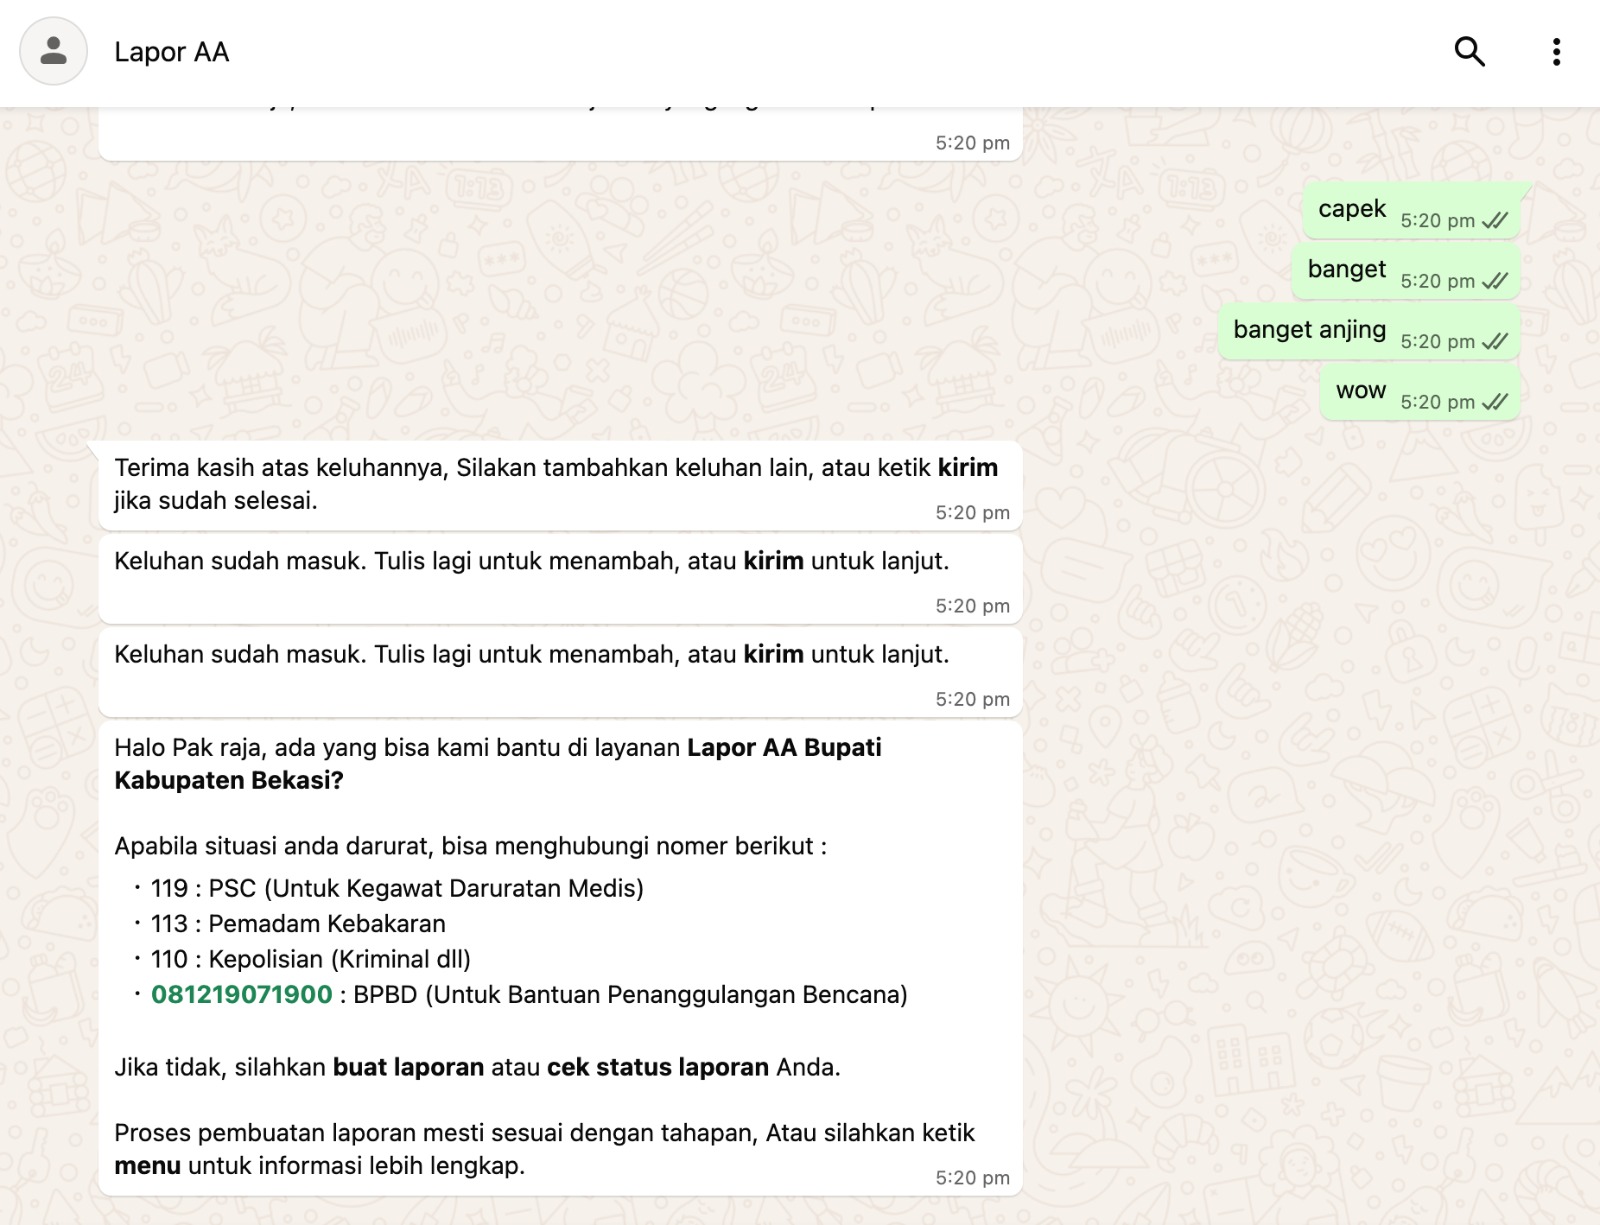 Lapor AA
5:20 pm
capek 5:20 pm
banget 5:20 pm
banget anjing 5:20 pm
wow 5:20 pm
Terima kasih atas keluhannya, Silakan tambahkan keluhan lain, atau ketik kirim
jika sudah selesai.
5:20 pm
Keluhan sudah masuk. Tulis lagi untuk menambah, atau kirim untuk lanjut.
5:20 pm
Keluhan sudah masuk. Tulis lagi untuk menambah, atau kirim untuk lanjut.
5:20 pm
Halo Pak raja, ada yang bisa kami bantu di layanan Lapor AA Bupati
Kabupaten Bekasi?
Apabila situasi anda darurat, bisa menghubungi nomer berikut :
· 119 : PSC (Untuk Kegawat Daruratan Medis)
· 113 : Pemadam Kebakaran
· 110 : Kepolisian (Kriminal dll)
· 081219071900 : BPBD (Untuk Bantuan Penanggulangan Bencana)
Jika tidak, silahkan buat laporan atau cek status laporan Anda.
Proses pembuatan laporan mesti sesuai dengan tahapan, Atau silahkan ketik
menu untuk informasi lebih lengkap.
5:20 pm